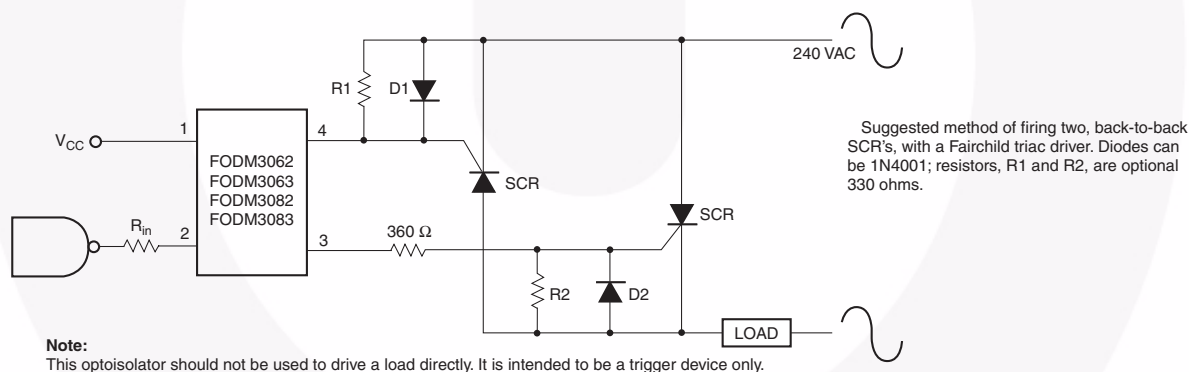 240 VAC
R1
D1
V_CC
1
4
FODM3062
FODM3063
FODM3082
FODM3083
SCR
Suggested method of firing two, back-to-back
SCR's, with a Fairchild triac driver. Diodes can
be 1N4001; resistors, R1 and R2, are optional
330 ohms.
SCR
R_in
2
3
360 Ω
R2
D2
LOAD
Note:
This optoisolator should not be used to drive a load directly. It is intended to be a trigger device only.